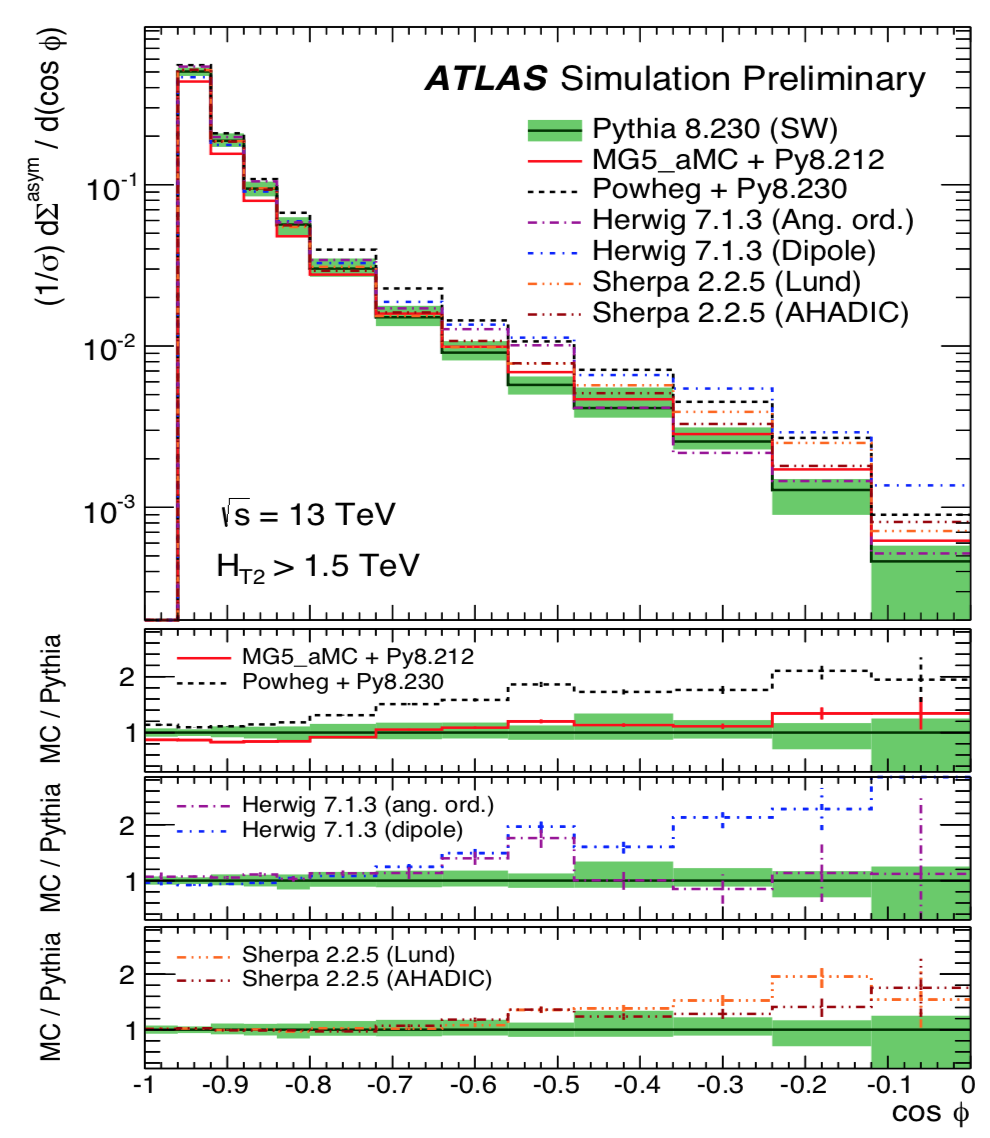 (1/σ) dΣ^asym / d(cos φ)
ATLAS Simulation Preliminary
Pythia 8.230 (SW)
MG5_aMC + Py8.212
Powheg + Py8.230
Herwig 7.1.3 (Ang. ord.)
Herwig 7.1.3 (Dipole)
Sherpa 2.2.5 (Lund)
Sherpa 2.2.5 (AHADIC)
10^-1
10^-2
10^-3
√s = 13 TeV
H_T2 > 1.5 TeV
MC / Pythia
MG5_aMC + Py8.212
Powheg + Py8.230
2
1
MC / Pythia
Herwig 7.1.3 (ang. ord.)
Herwig 7.1.3 (dipole)
2
1
MC / Pythia
Sherpa 2.2.5 (Lund)
Sherpa 2.2.5 (AHADIC)
2
1
-1 -0.9 -0.8 -0.7 -0.6 -0.5 -0.4 -0.3 -0.2 -0.1 0
cos φ